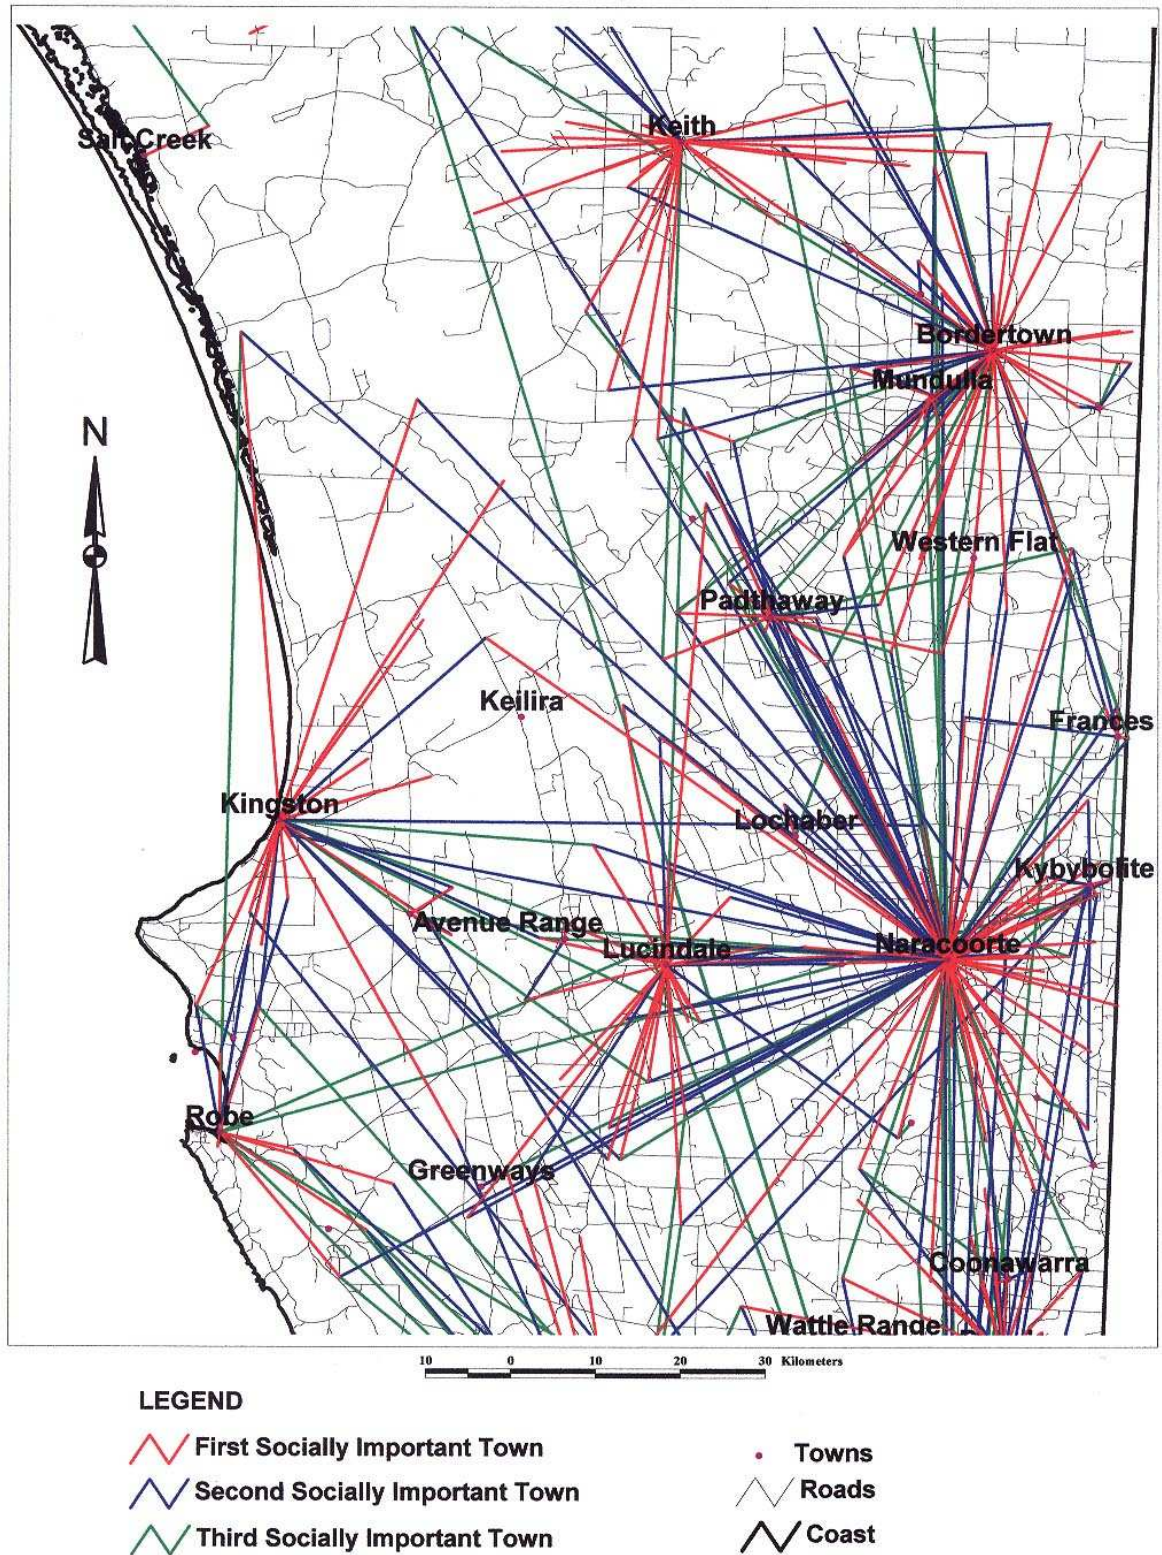 Keith
Salt Creek
Bordertown
Mundulla
N
Western Flat
Padthaway
Keilira
Frances
Kingston
Lochaber
Kybybolite
Avenue Range
Lucindale
Naracoorte
Robe
Greenways
Coonawarra
Wattle Range
10 0 10 20 30 Kilometers
LEGEND
First Socially Important Town
Towns
Second Socially Important Town
Roads
Third Socially Important Town
Coast